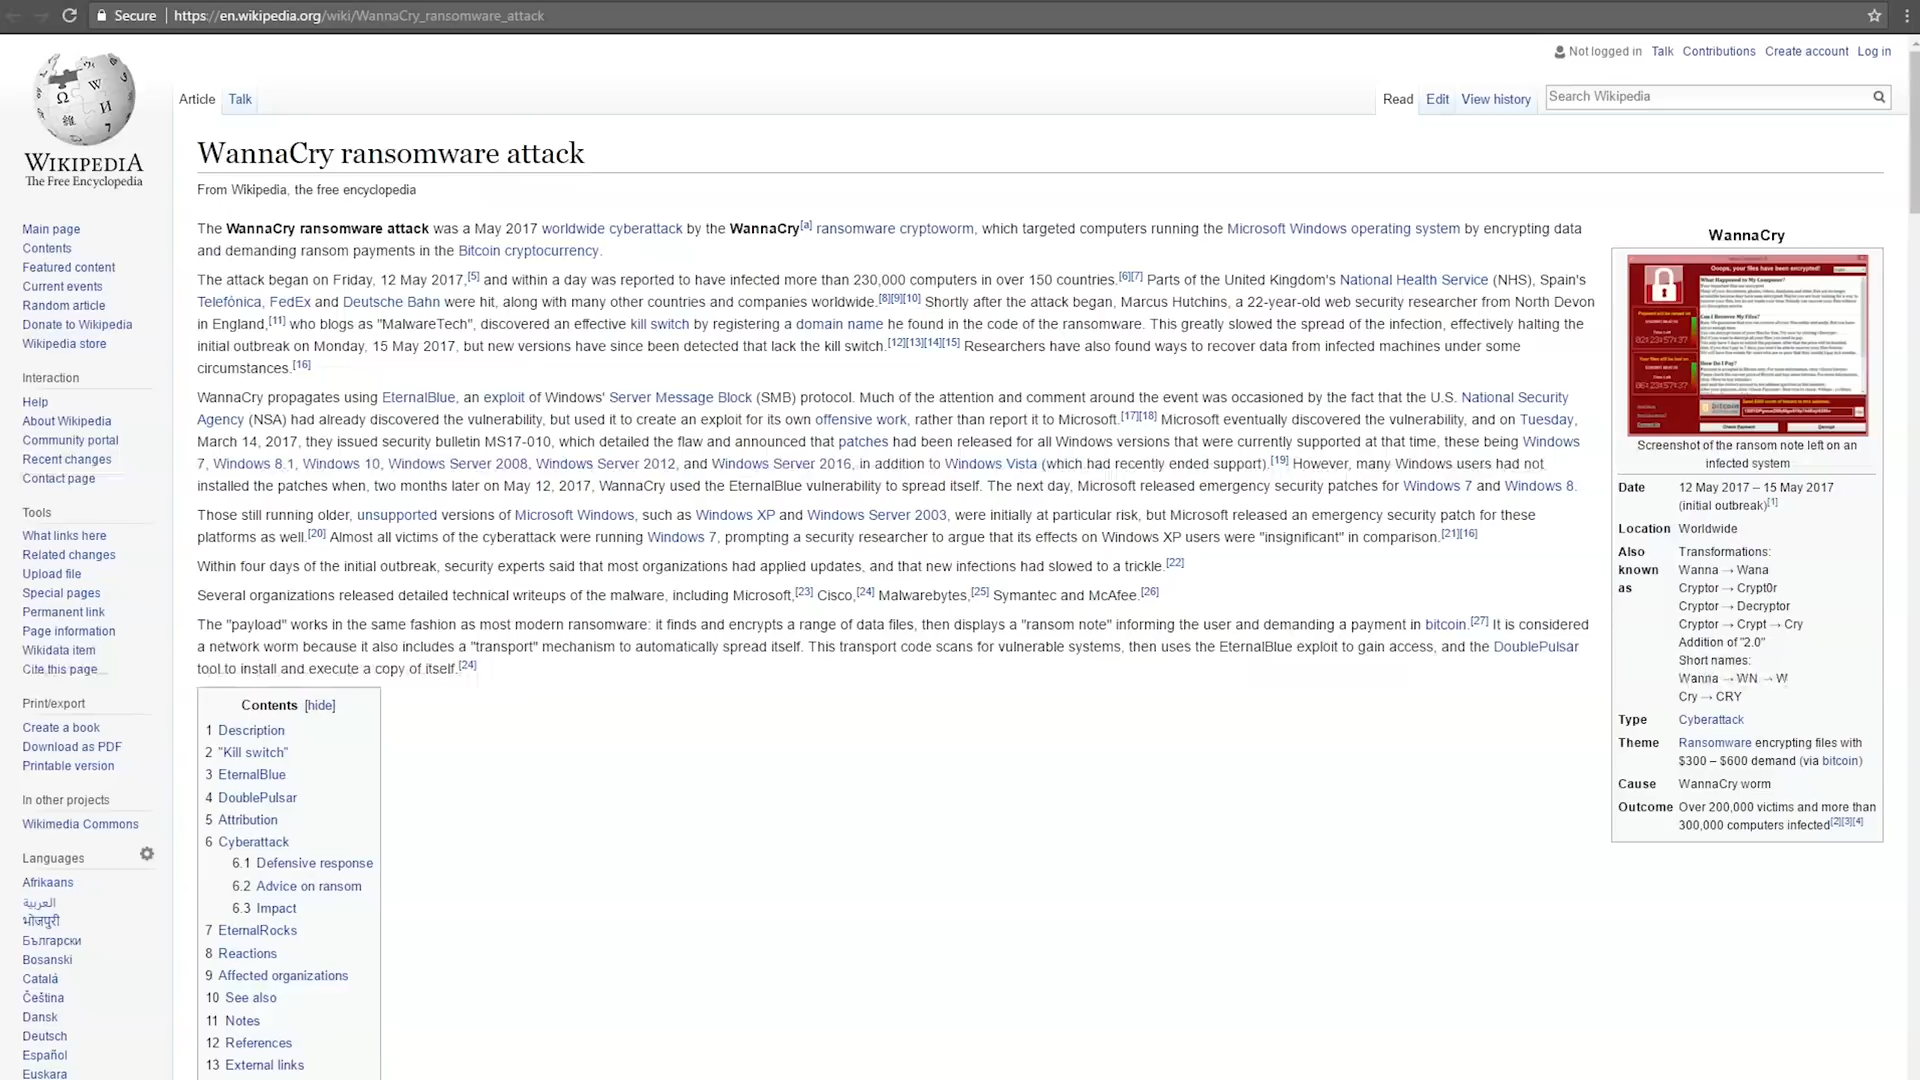 Secure https://en.wikipedia.org/wiki/WannaCry_ransomware_attack
Not logged in Talk Contributions Create account Log in
Article Talk
Read Edit View history Search Wikipedia
WIKIPEDIA
The Free Encyclopedia
Main page
Contents
Featured content
Current events
Random article
Donate to Wikipedia
Wikipedia store
Interaction
Help
About Wikipedia
Community portal
Recent changes
Contact page
Tools
What links here
Related changes
Upload file
Special pages
Permanent link
Page information
Wikidata item
Cite this page
Print/export
Create a book
Download as PDF
Printable version
In other projects
Wikimedia Commons
Languages
Afrikaans
العربية
भोजपुरी
Български
Bosanski
Català
Čeština
Dansk
Deutsch
Español
Euskara
WannaCry ransomware attack
From Wikipedia, the free encyclopedia
The WannaCry ransomware attack was a May 2017 worldwide cyberattack by the WannaCry[a] ransomware cryptoworm, which targeted computers running the Microsoft Windows operating system by encrypting data
and demanding ransom payments in the Bitcoin cryptocurrency.
The attack began on Friday, 12 May 2017,[5] and within a day was reported to have infected more than 230,000 computers in over 150 countries.[6][7] Parts of the United Kingdom's National Health Service (NHS), Spain's
Telefónica, FedEx and Deutsche Bahn were hit, along with many other countries and companies worldwide.[8][9][10] Shortly after the attack began, Marcus Hutchins, a 22-year-old web security researcher from North Devon
in England,[11] who blogs as "MalwareTech", discovered an effective kill switch by registering a domain name he found in the code of the ransomware. This greatly slowed the spread of the infection, effectively halting the
initial outbreak on Monday, 15 May 2017, but new versions have since been detected that lack the kill switch.[12][13][14][15] Researchers have also found ways to recover data from infected machines under some
circumstances.[16]
WannaCry propagates using EternalBlue, an exploit of Windows' Server Message Block (SMB) protocol. Much of the attention and comment around the event was occasioned by the fact that the U.S. National Security
Agency (NSA) had already discovered the vulnerability, but used it to create an exploit for its own offensive work, rather than report it to Microsoft.[17][18] Microsoft eventually discovered the vulnerability, and on Tuesday,
March 14, 2017, they issued security bulletin MS17-010, which detailed the flaw and announced that patches had been released for all Windows versions that were currently supported at that time, these being Windows
7, Windows 8.1, Windows 10, Windows Server 2008, Windows Server 2012, and Windows Server 2016, in addition to Windows Vista (which had recently ended support).[19] However, many Windows users had not
installed the patches when, two months later on May 12, 2017, WannaCry used the EternalBlue vulnerability to spread itself. The next day, Microsoft released emergency security patches for Windows 7 and Windows 8.
Those still running older, unsupported versions of Microsoft Windows, such as Windows XP and Windows Server 2003, were initially at particular risk, but Microsoft released an emergency security patch for these
platforms as well.[20] Almost all victims of the cyberattack were running Windows 7, prompting a security researcher to argue that its effects on Windows XP users were "insignificant" in comparison.[21][16]
Within four days of the initial outbreak, security experts said that most organizations had applied updates, and that new infections had slowed to a trickle.[22]
Several organizations released detailed technical writeups of the malware, including Microsoft,[23] Cisco,[24] Malwarebytes,[25] Symantec and McAfee.[26]
The "payload" works in the same fashion as most modern ransomware: it finds and encrypts a range of data files, then displays a "ransom note" informing the user and demanding a payment in bitcoin.[27] It is considered
a network worm because it also includes a "transport" mechanism to automatically spread itself. This transport code scans for vulnerable systems, then uses the EternalBlue exploit to gain access, and the DoublePulsar
tool to install and execute a copy of itself.[24]
Contents [hide]
1 Description
2 "Kill switch"
3 EternalBlue
4 DoublePulsar
5 Attribution
6 Cyberattack
6.1 Defensive response
6.2 Advice on ransom
6.3 Impact
7 EternalRocks
8 Reactions
9 Affected organizations
10 See also
11 Notes
12 References
13 External links
WannaCry
Ooops, your files have been encrypted!
What Happened to My Computer?
Can I Recover My Files?
How Do I Pay?
Screenshot of the ransom note left on an
infected system
Date 12 May 2017 – 15 May 2017
(initial outbreak)[1]
Location Worldwide
Also Transformations:
known Wanna → Wana
as Cryptor → Crypt0r
Cryptor → Decryptor
Cryptor → Crypt → Cry
Addition of "2.0"
Short names:
Wanna → WN → W
Cry → CRY
Type Cyberattack
Theme Ransomware encrypting files with
$300 – $600 demand (via bitcoin)
Cause WannaCry worm
Outcome Over 200,000 victims and more than
300,000 computers infected[2][3][4]